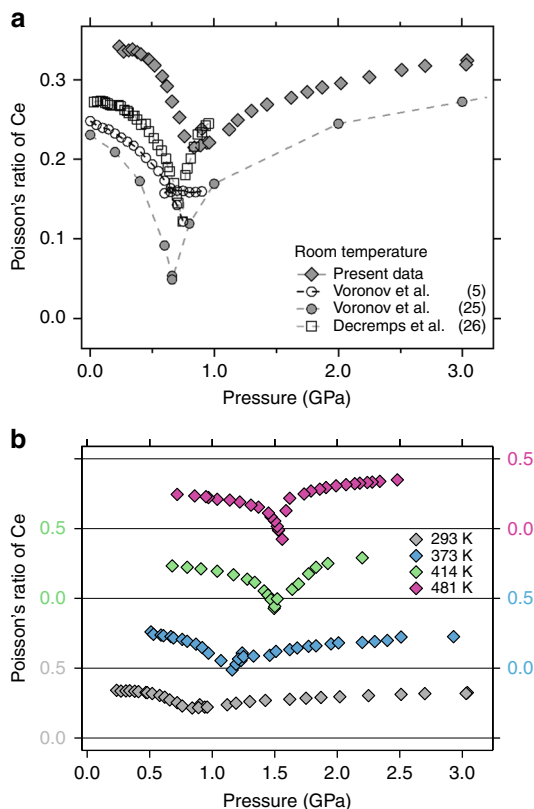 a
Poisson's ratio of Ce
0.3
0.2
0.1
0.0
Room temperature
Present data
Voronov et al. (5)
Voronov et al. (25)
Decremps et al. (26)
0.0 1.0 2.0 3.0
Pressure (GPa)
b
Poisson's ratio of Ce
0.5
0.5 0.0
293 K
373 K
414 K
481 K
0.0 0.5
0.5 0.0
0.0
0.0 0.5 1.0 1.5 2.0 2.5 3.0
Pressure (GPa)